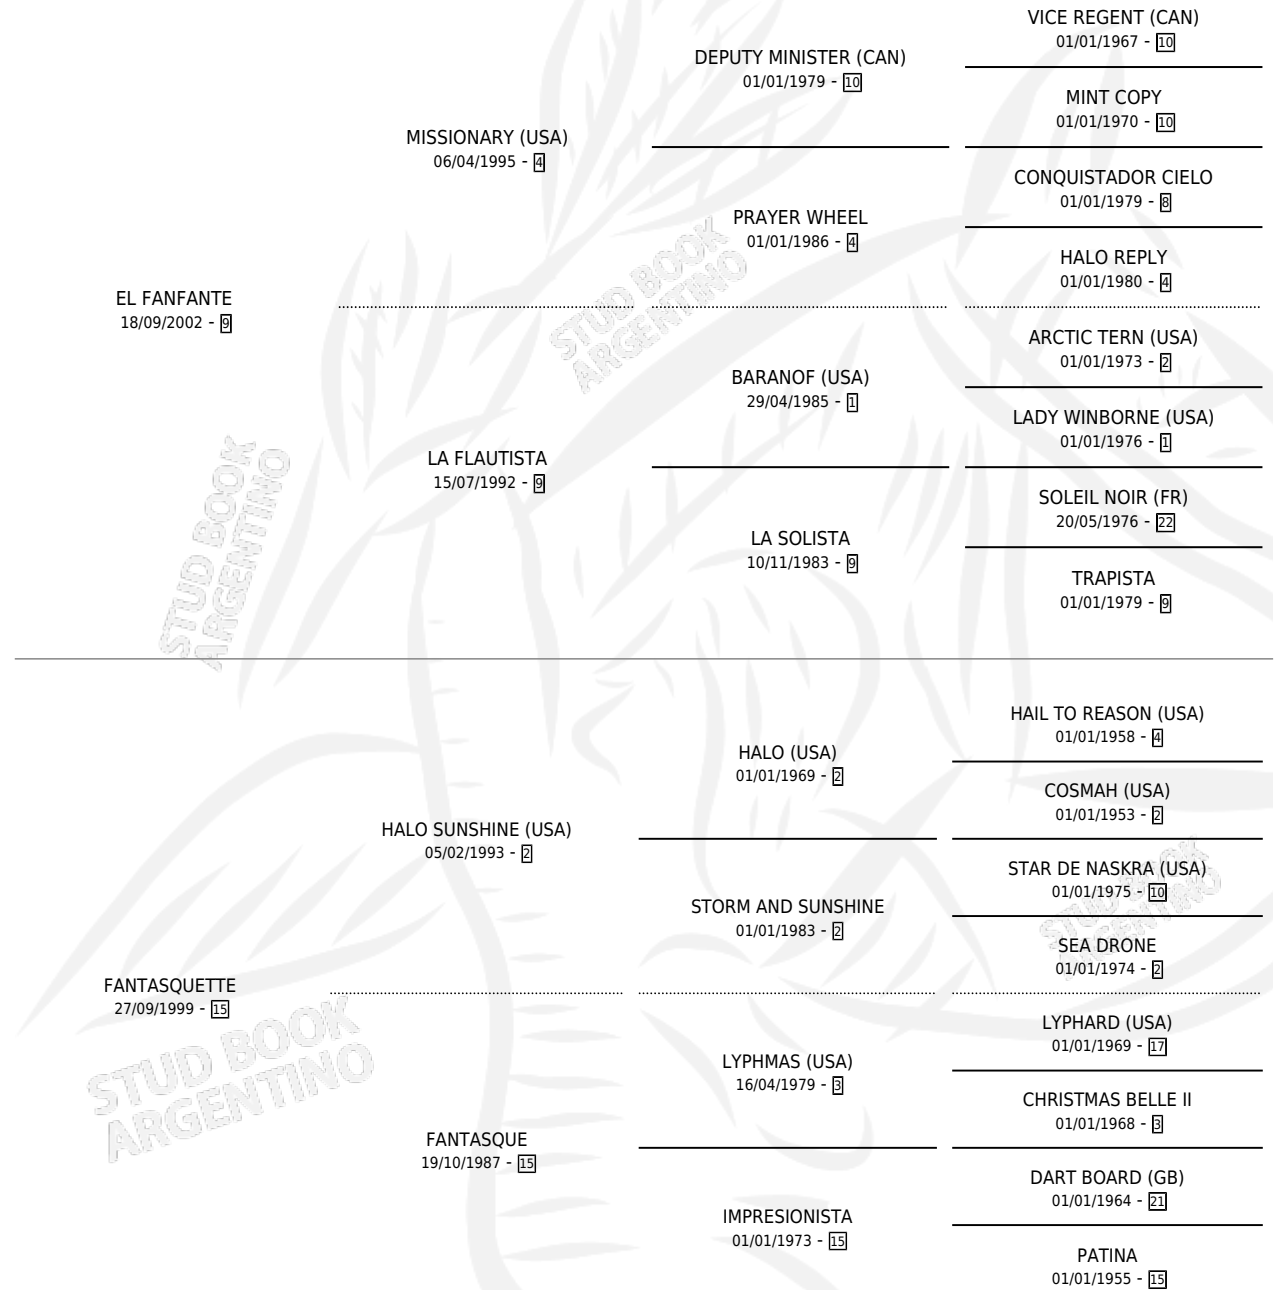 VICE REGENT (CAN)
01/01/1967 - 10
DEPUTY MINISTER (CAN)
01/01/1979 - 10
MINT COPY
01/01/1970 - 10
MISSIONARY (USA)
06/04/1995 - 4
CONQUISTADOR CIELO
01/01/1979 - 8
PRAYER WHEEL
01/01/1986 - 4
HALO REPLY
01/01/1980 - 4
EL FANFANTE
18/09/2002 - 9
ARCTIC TERN (USA)
01/01/1973 - 2
BARANOF (USA)
29/04/1985 - 1
LADY WINBORNE (USA)
01/01/1976 - 1
LA FLAUTISTA
15/07/1992 - 9
SOLEIL NOIR (FR)
20/05/1976 - 22
LA SOLISTA
10/11/1983 - 9
TRAPISTA
01/01/1979 - 9
STUD BOOK
ARGENTINO
STUD BOOK
ARGENTINO
HAIL TO REASON (USA)
01/01/1958 - 4
HALO (USA)
01/01/1969 - 2
COSMAH (USA)
01/01/1953 - 2
HALO SUNSHINE (USA)
05/02/1993 - 2
STAR DE NASKRA (USA)
01/01/1975 - 10
STORM AND SUNSHINE
01/01/1983 - 2
SEA DRONE
01/01/1974 - 2
STUD BOOK
ARGENTINO
FANTASQUETTE
27/09/1999 - 15
LYPHARD (USA)
01/01/1969 - 17
LYPHMAS (USA)
16/04/1979 - 3
CHRISTMAS BELLE II
01/01/1968 - 3
FANTASQUE
19/10/1987 - 15
DART BOARD (GB)
01/01/1964 - 21
IMPRESIONISTA
01/01/1973 - 15
PATINA
01/01/1955 - 15
STUD BOOK
ARGENTINO